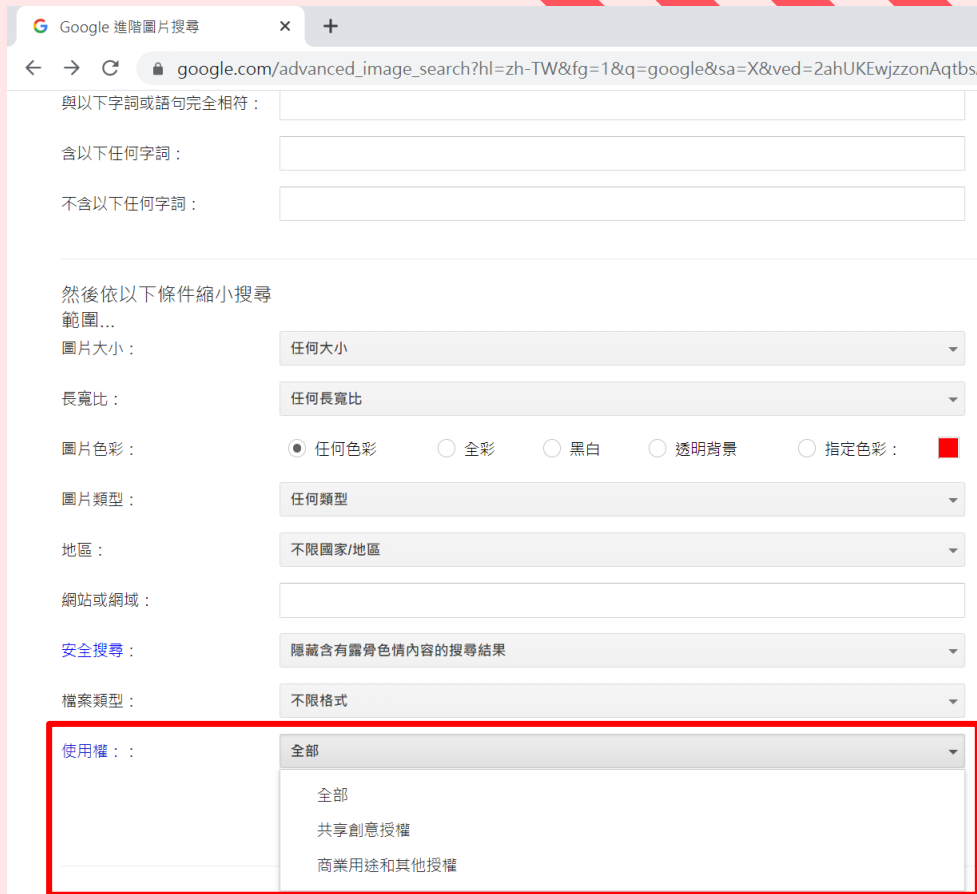 Google 進階圖片搜尋
google.com/advanced_image_search?hl=zh-TW&fg=1&q=google&sa=X&ved=2ahUKEwjzzonAqtbs
與以下字詞或語句完全相符：
含以下任何字詞：
不含以下任何字詞：
然後依以下條件縮小搜尋
範圍...
圖片大小： 任何大小
長寬比： 任何長寬比
圖片色彩： 任何色彩 全彩 黑白 透明背景 指定色彩：
圖片類型： 任何類型
地區： 不限國家/地區
網站或網域：
安全搜尋： 隱藏含有露骨色情內容的搜尋結果
檔案類型： 不限格式
使用權：： 全部
全部
共享創意授權
商業用途和其他授權